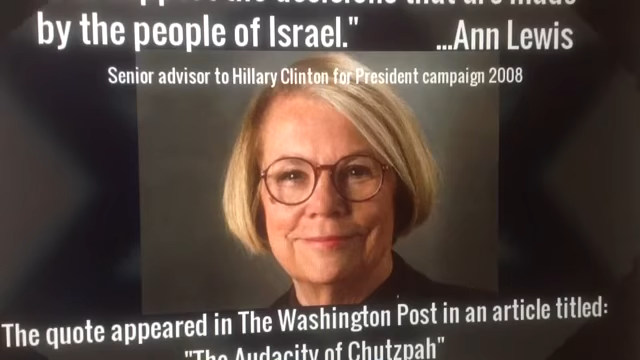 the decisions that are made
by the people of Israel."
...Ann Lewis
Senior advisor to Hillary Clinton for President campaign 2008
The quote appeared in The Washington Post in an article titled:
"The Audacity of Chutzpah"